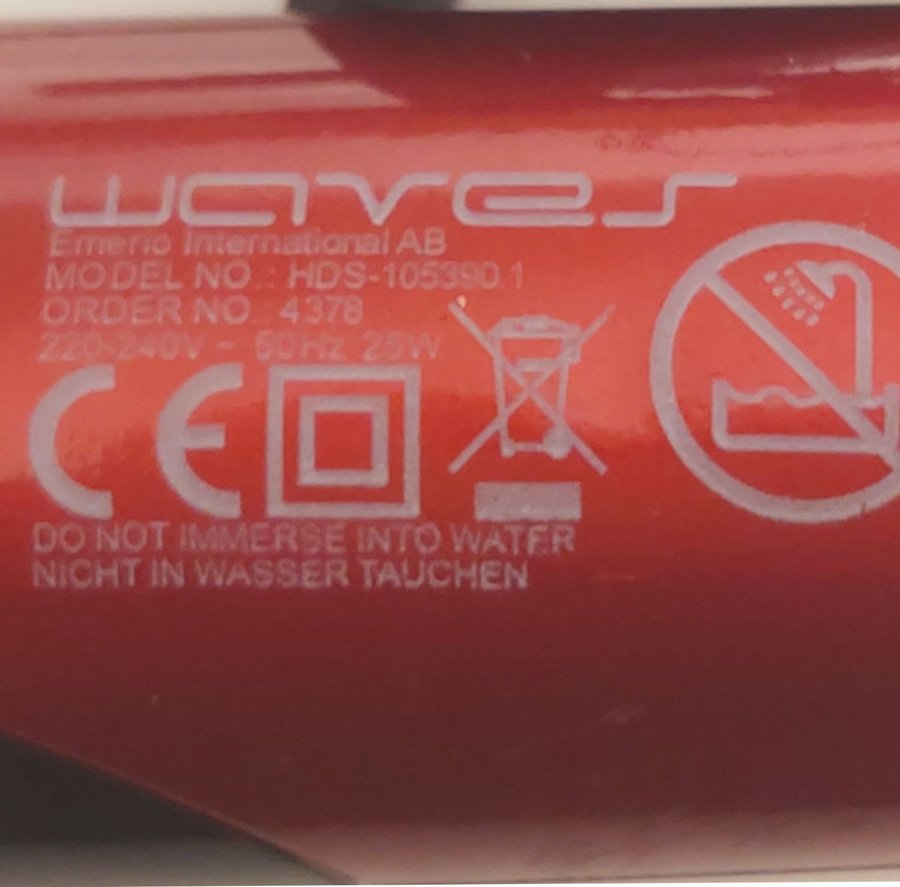 waves
Emerio International AB
MODEL NO.: HDS-105390.1
ORDER NO.: 4378
220-240V ~ 50Hz 25W
CE
DO NOT IMMERSE INTO WATER
NICHT IN WASSER TAUCHEN